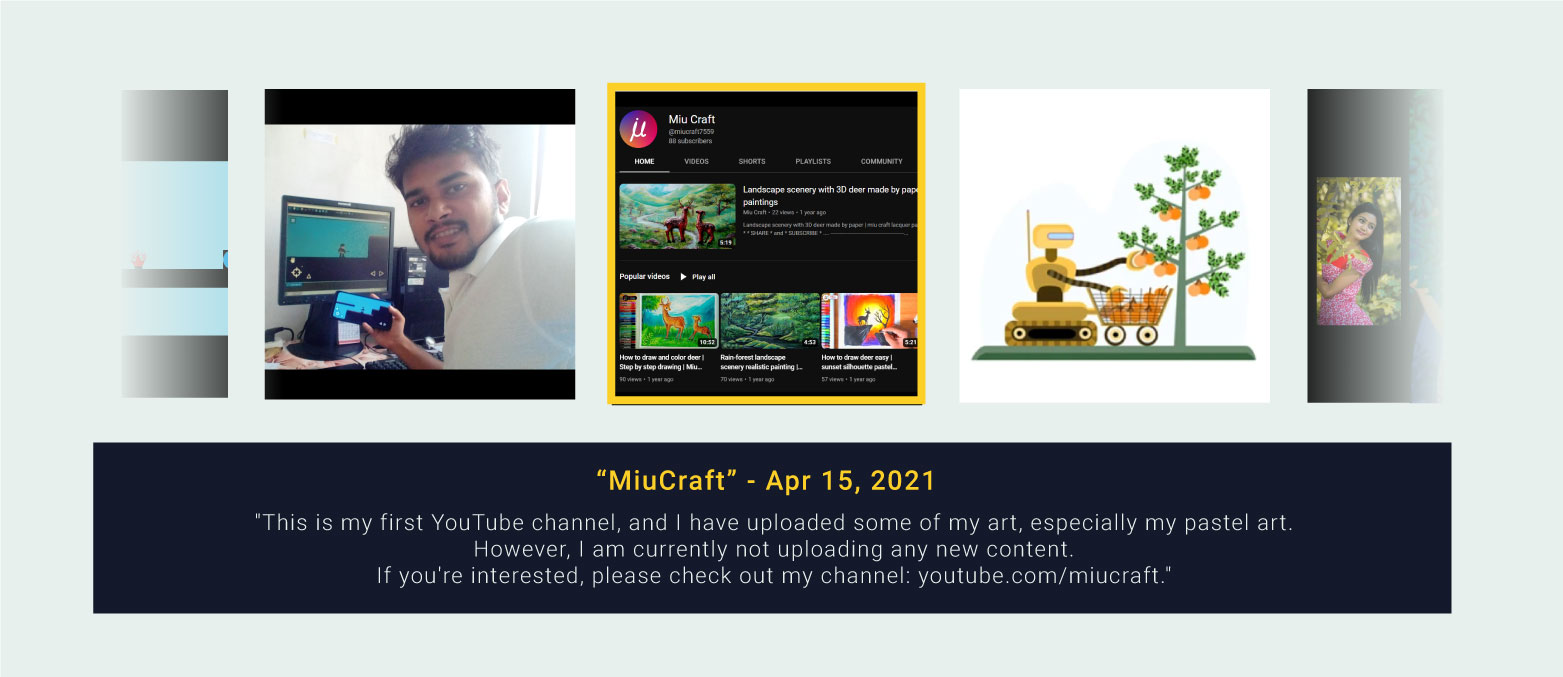 Miu Craft
@miucraft7559
88 subscribers
HOME VIDEOS SHORTS PLAYLISTS COMMUNITY
Landscape scenery with 3D deer made by pape
paintings
Miu Craft • 22 views • 1 year ago
Landscape scenery with 3D deer made by paper | miu craft lacquer pa
* * SHARE * and * SUBSCRIBE * ....
5:19
Popular videos Play all
10:52 4:53 5:21
How to draw and color deer | Rain-forest landscape How to draw deer easy |
Step by step drawing | Miu... scenery realistic painting |... sunset silhouette pastel...
90 views • 1 year ago 70 views • 1 year ago 57 views • 1 year ago
“MiuCraft” - Apr 15, 2021
"This is my first YouTube channel, and I have uploaded some of my art, especially my pastel art.
However, I am currently not uploading any new content.
If you're interested, please check out my channel: youtube.com/miucraft."